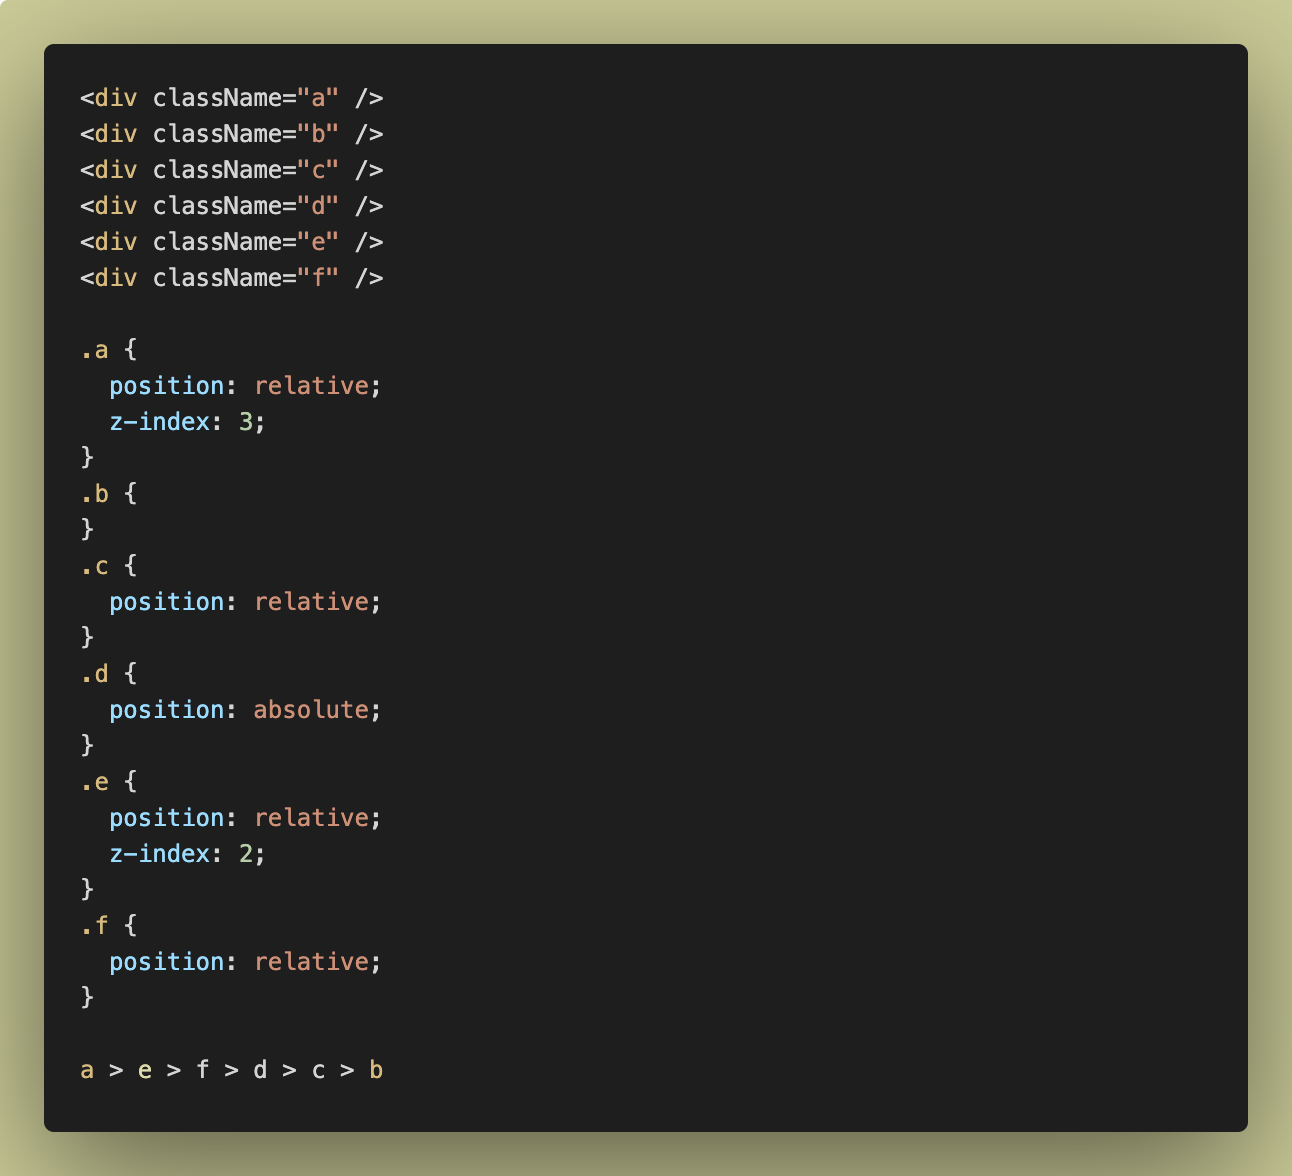 <div className="a" />
<div className="b" />
<div className="c" />
<div className="d" />
<div className="e" />
<div className="f" />

.a {
  position: relative;
  z-index: 3;
}
.b {
}
.c {
  position: relative;
}
.d {
  position: absolute;
}
.e {
  position: relative;
  z-index: 2;
}
.f {
  position: relative;
}

a > e > f > d > c > b